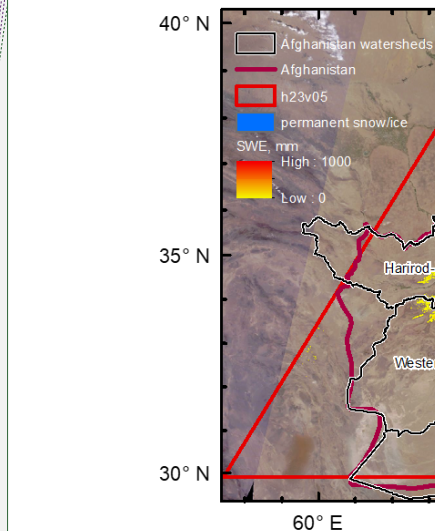 40° N
Afghanistan watersheds
Afghanistan
h23v05
permanent snow/ice
SWE, mm
High : 1000
Low : 0
35° N
Harirod-
Weste
30° N
60° E